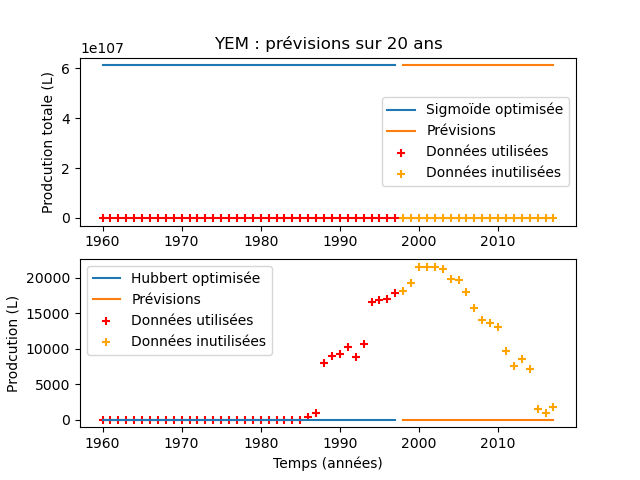 YEM : prévisions sur 20 ans
1e107
6
4
2
0
Prodcution totale (L)
Sigmoïde optimisée
Prévisions
Données utilisées
Données inutilisées
1960 1970 1980 1990 2000 2010
20000
15000
10000
5000
0
Prodcution (L)
Hubbert optimisée
Prévisions
Données utilisées
Données inutilisées
1960 1970 1980 1990 2000 2010
Temps (années)